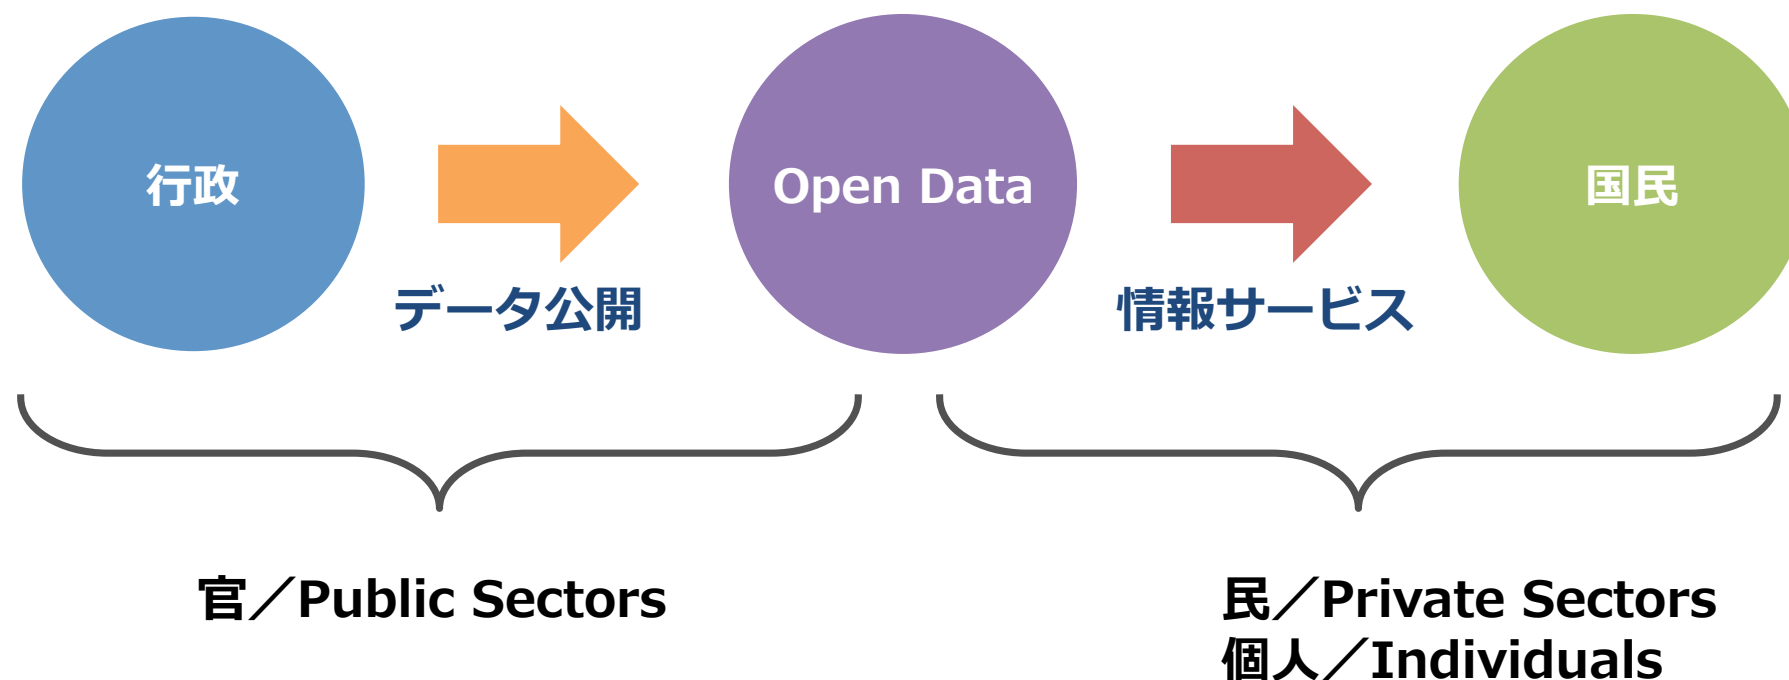 行政
Open Data
国民
データ公開
情報サービス
官／Public Sectors
民／Private Sectors
個人／Individuals